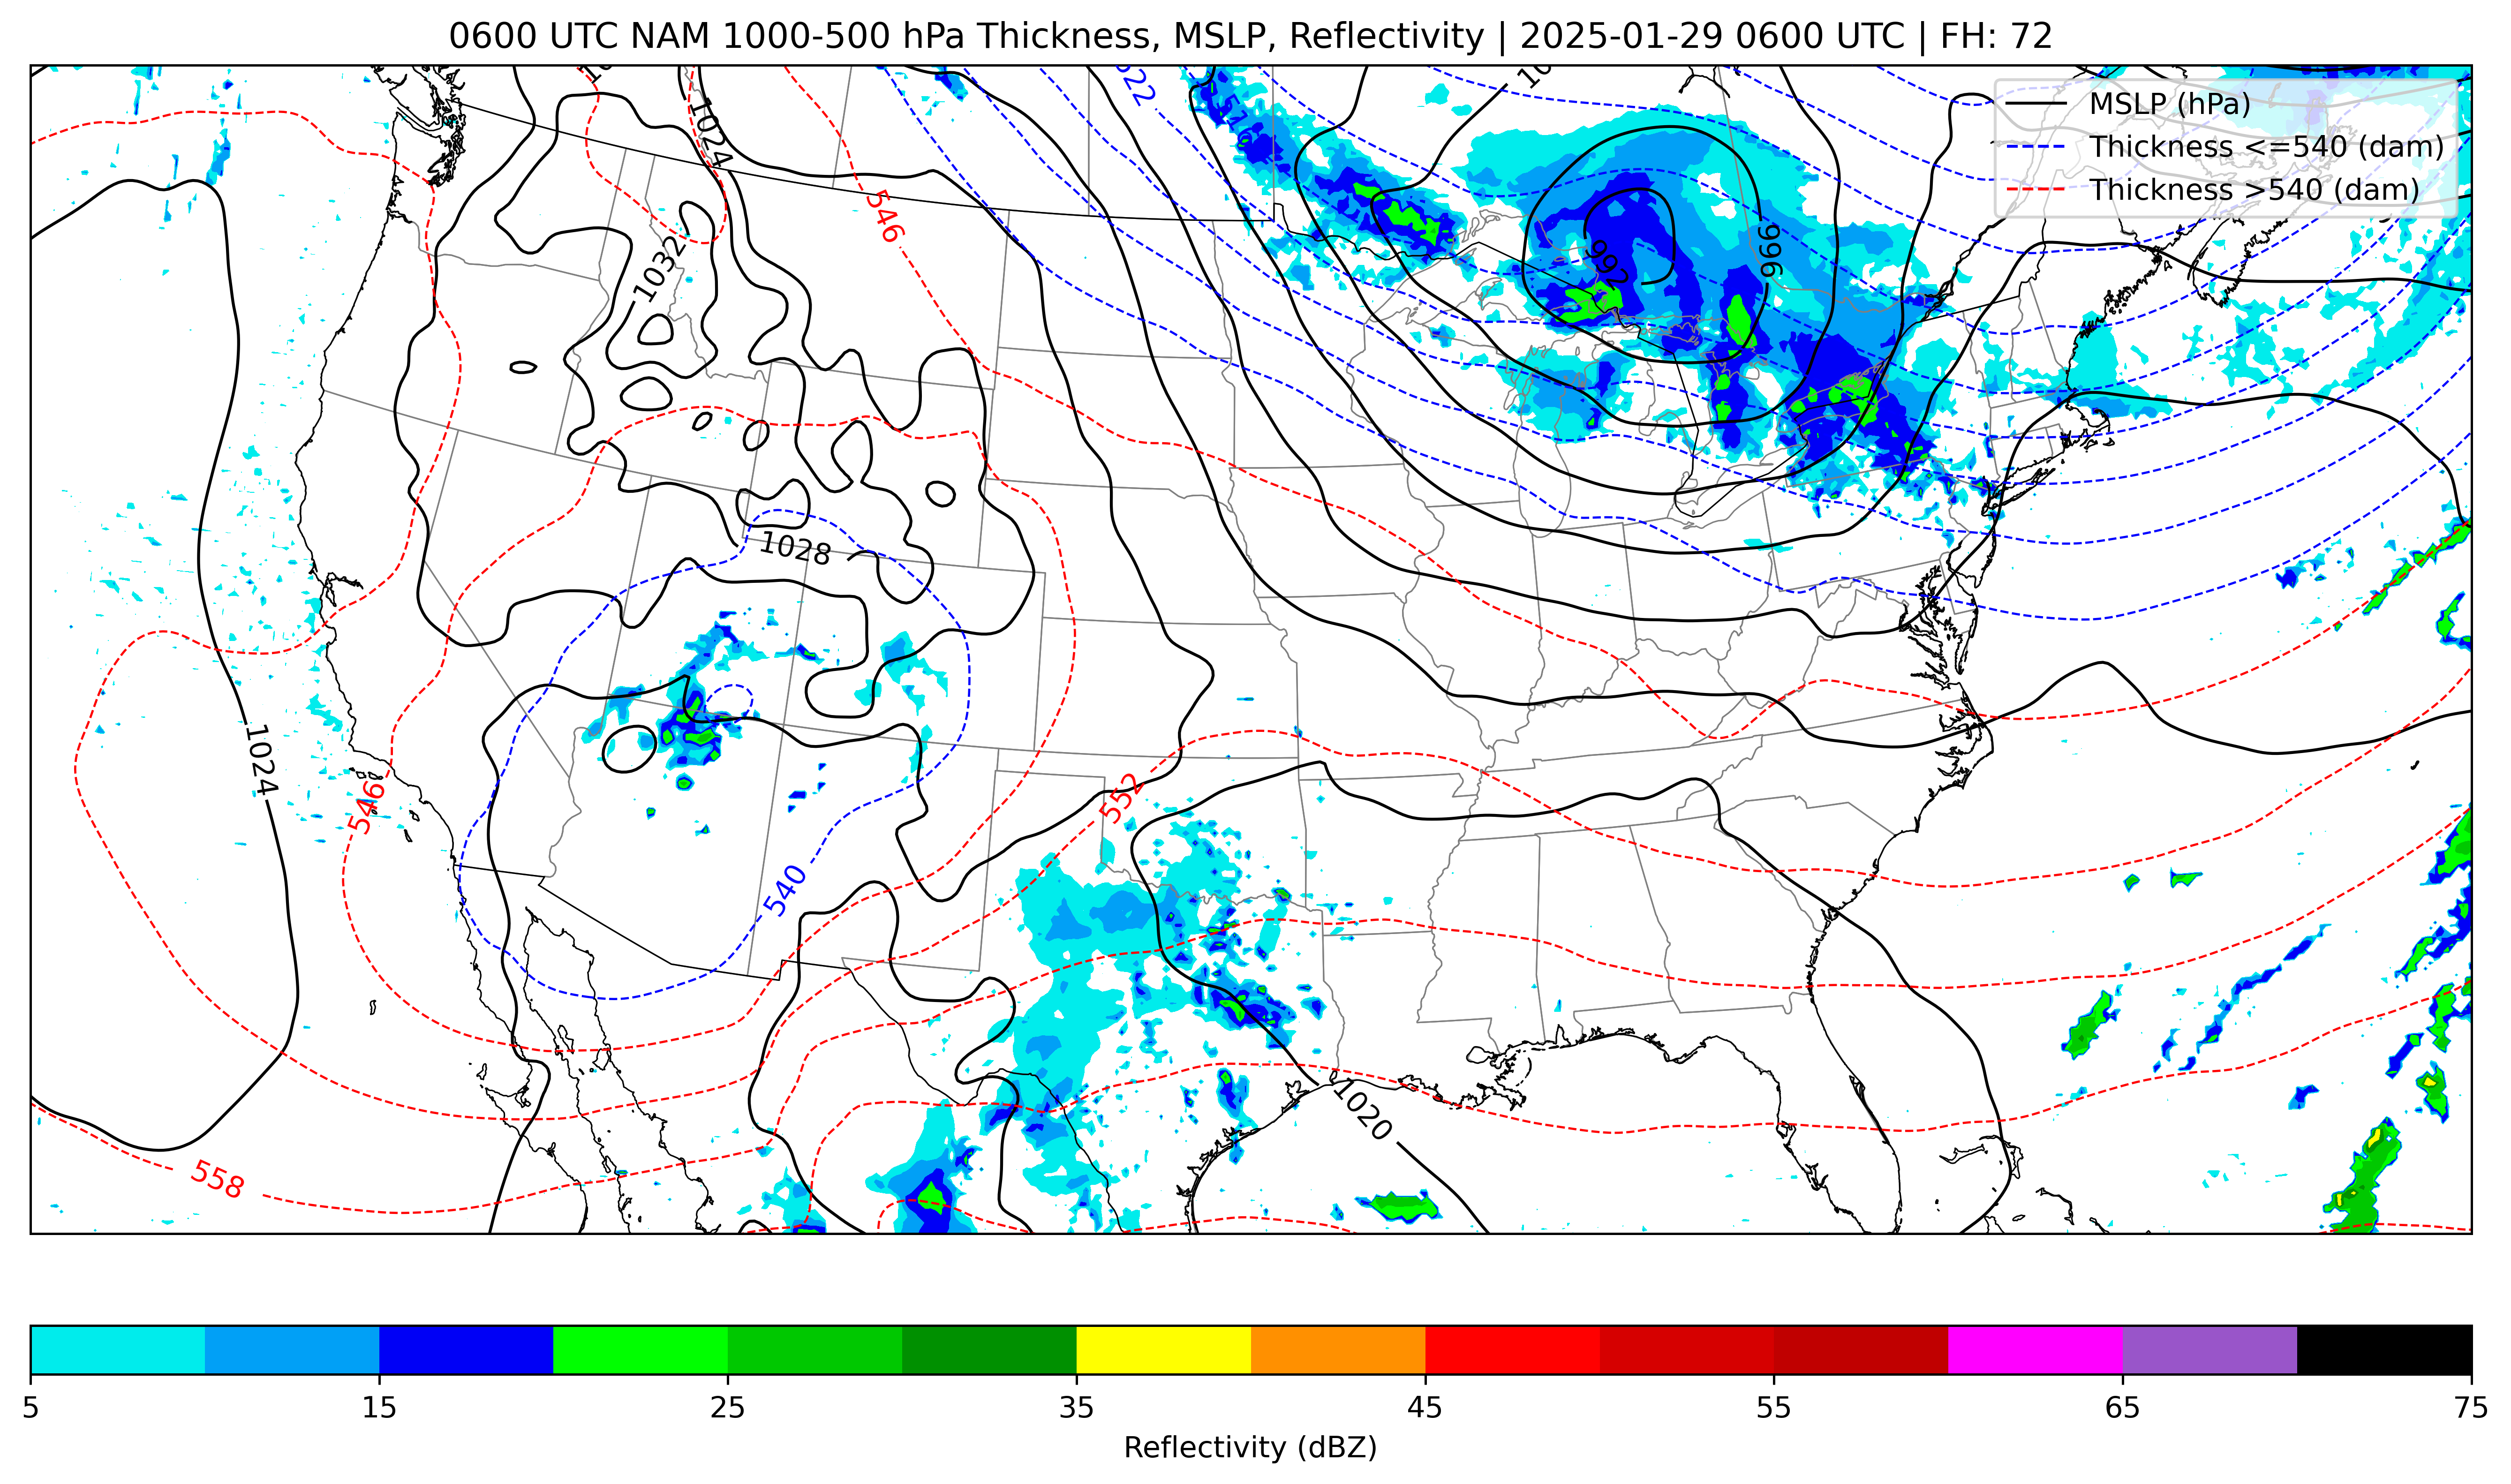 0600 UTC NAM 1000-500 hPa Thickness, MSLP, Reflectivity | 2025-01-29 0600 UTC | FH: 72
MSLP (hPa)
Thickness <=540 (dam)
Thickness >540 (dam)
522
1024
546
996
992
1032
1028
1024
546
552
540
1020
558
5 15 25 35 45 55 65 75
Reflectivity (dBZ)